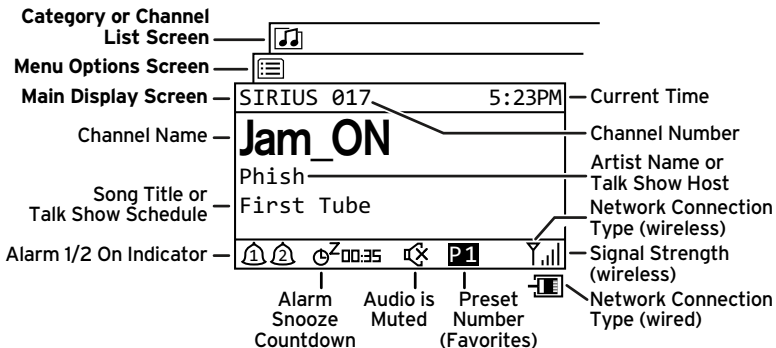 Category or Channel
List Screen
Menu Options Screen
Main Display Screen
SIRIUS 017
5:23PM
Current Time
Channel Name
Jam_ON
Channel Number
Phish
Artist Name or
Talk Show Host
Song Title or
Talk Show Schedule
First Tube
Network Connection
Type (wireless)
Alarm 1/2 On Indicator
1
2
Z
00:35
P1
Signal Strength
(wireless)
Alarm
Snooze
Countdown
Audio is
Muted
Preset
Number
(Favorites)
Network Connection
Type (wired)